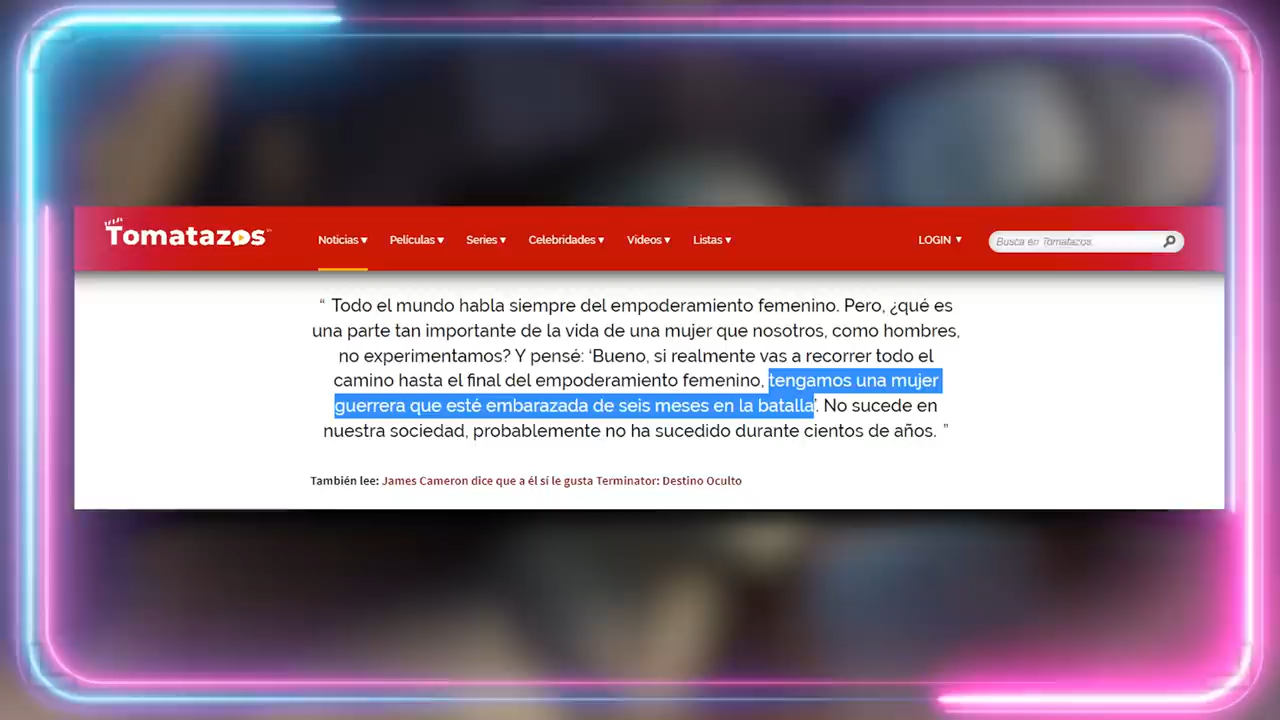 Tomatazos
Noticias▾ Películas▾ Series▾ Celebridades▾ Videos▾ Listas▾ LOGIN ▾ Busca en Tomatazos.
“ Todo el mundo habla siempre del empoderamiento femenino. Pero, ¿qué es
una parte tan importante de la vida de una mujer que nosotros, como hombres,
no experimentamos? Y pensé: ‘Bueno, si realmente vas a recorrer todo el
camino hasta el final del empoderamiento femenino, tengamos una mujer
guerrera que esté embarazada de seis meses en la batalla’. No sucede en
nuestra sociedad, probablemente no ha sucedido durante cientos de años. ”
También lee: James Cameron dice que a él sí le gusta Terminator: Destino Oculto